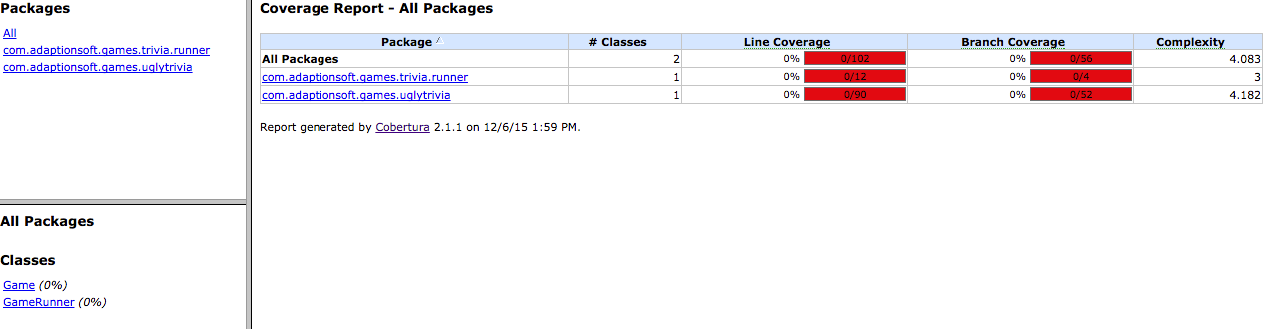 Packages
All
com.adaptionsoft.games.trivia.runner
com.adaptionsoft.games.uglytrivia
All Packages
Classes
Game (0%)
GameRunner (0%)
Coverage Report - All Packages
Package # Classes Line Coverage Branch Coverage Complexity
All Packages 2 0% 0/102 0% 0/56 4.083
com.adaptionsoft.games.trivia.runner 1 0% 0/12 0% 0/4 3
com.adaptionsoft.games.uglytrivia 1 0% 0/90 0% 0/52 4.182
Report generated by Cobertura 2.1.1 on 12/6/15 1:59 PM.